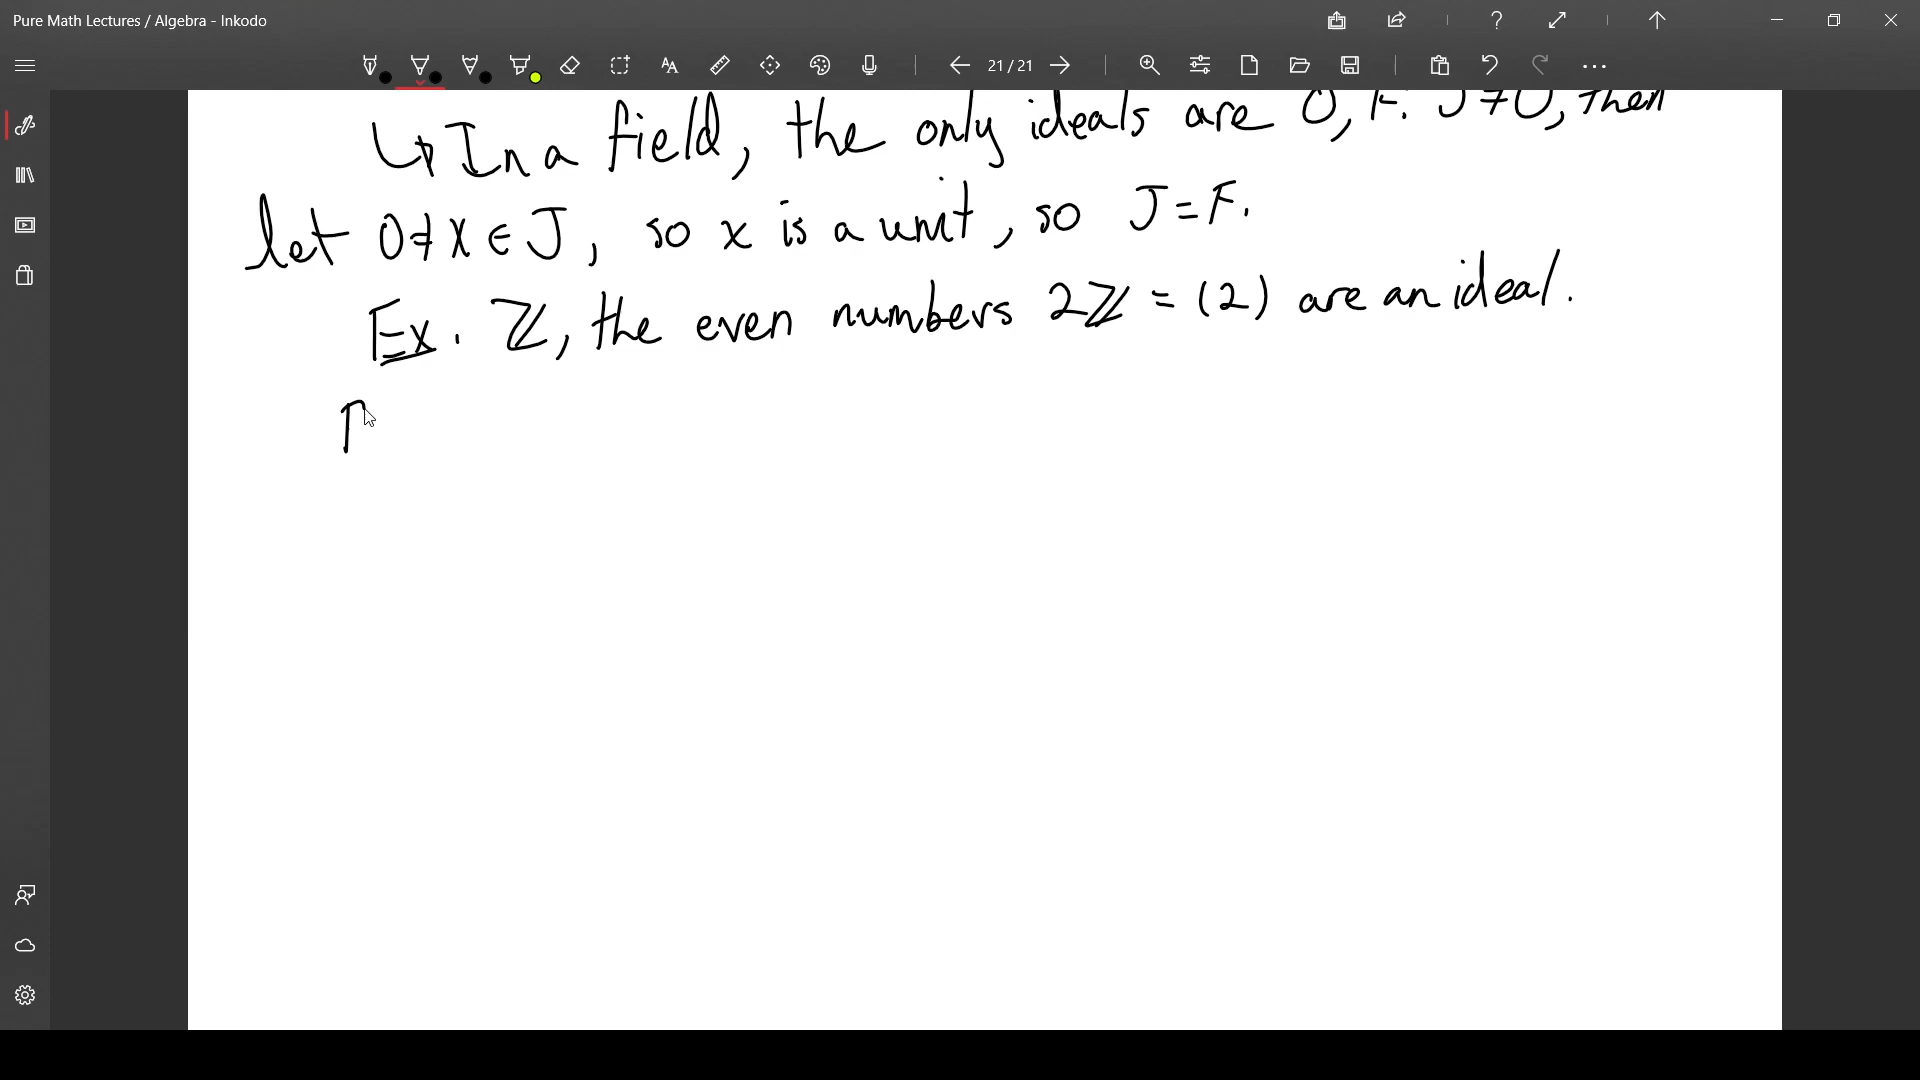 Pure Math Lectures / Algebra - Inkodo
21 / 21
↳ In a field, the only ideals are 0, F. J ≠ 0, then
let 0 ≠ x ∈ J, so x is a unit, so J = F.
Ex. ℤ, the even numbers 2ℤ = (2) are an ideal.